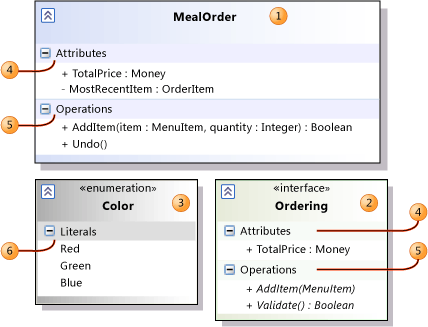 MealOrder 1
4 Attributes
+ TotalPrice : Money
- MostRecentItem : OrderItem
5 Operations
+ AddItem(item : MenuItem, quantity : Integer) : Boolean
+ Undo()
«enumeration» 3
Color
Literals
6 Red
Green
Blue
«interface» 2
Ordering
Attributes 4
+ TotalPrice : Money
Operations 5
+ AddItem(MenuItem)
+ Validate() : Boolean